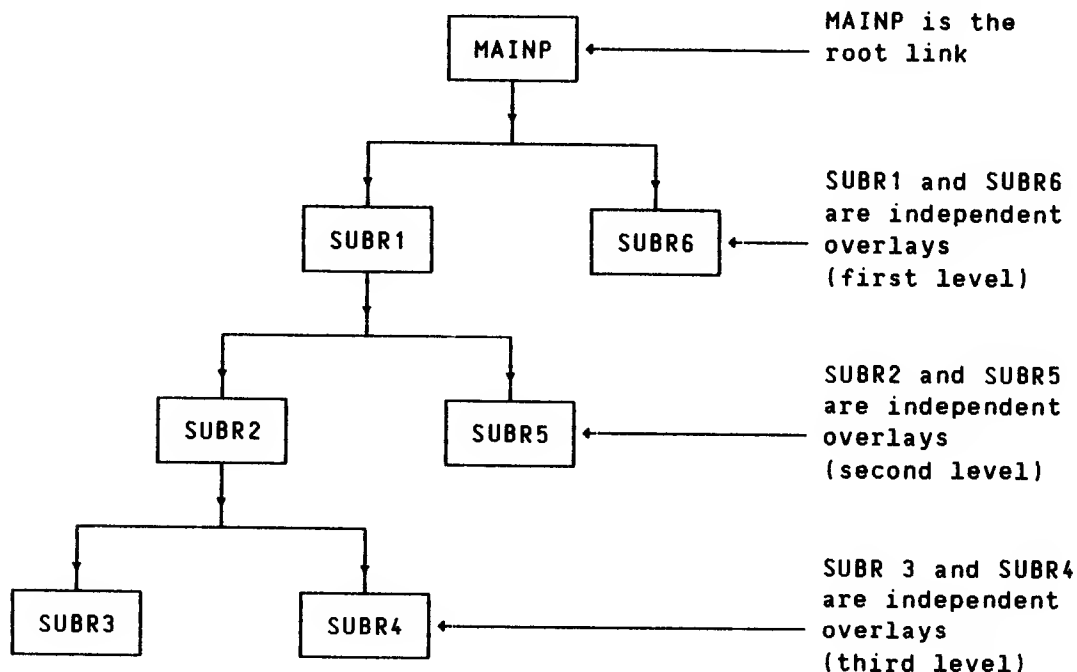 MAINP
MAINP is the
root link
SUBR1
SUBR6
SUBR1 and SUBR6
are independent
overlays
(first level)
SUBR2
SUBR5
SUBR2 and SUBR5
are independent
overlays
(second level)
SUBR3
SUBR4
SUBR 3 and SUBR4
are independent
overlays
(third level)